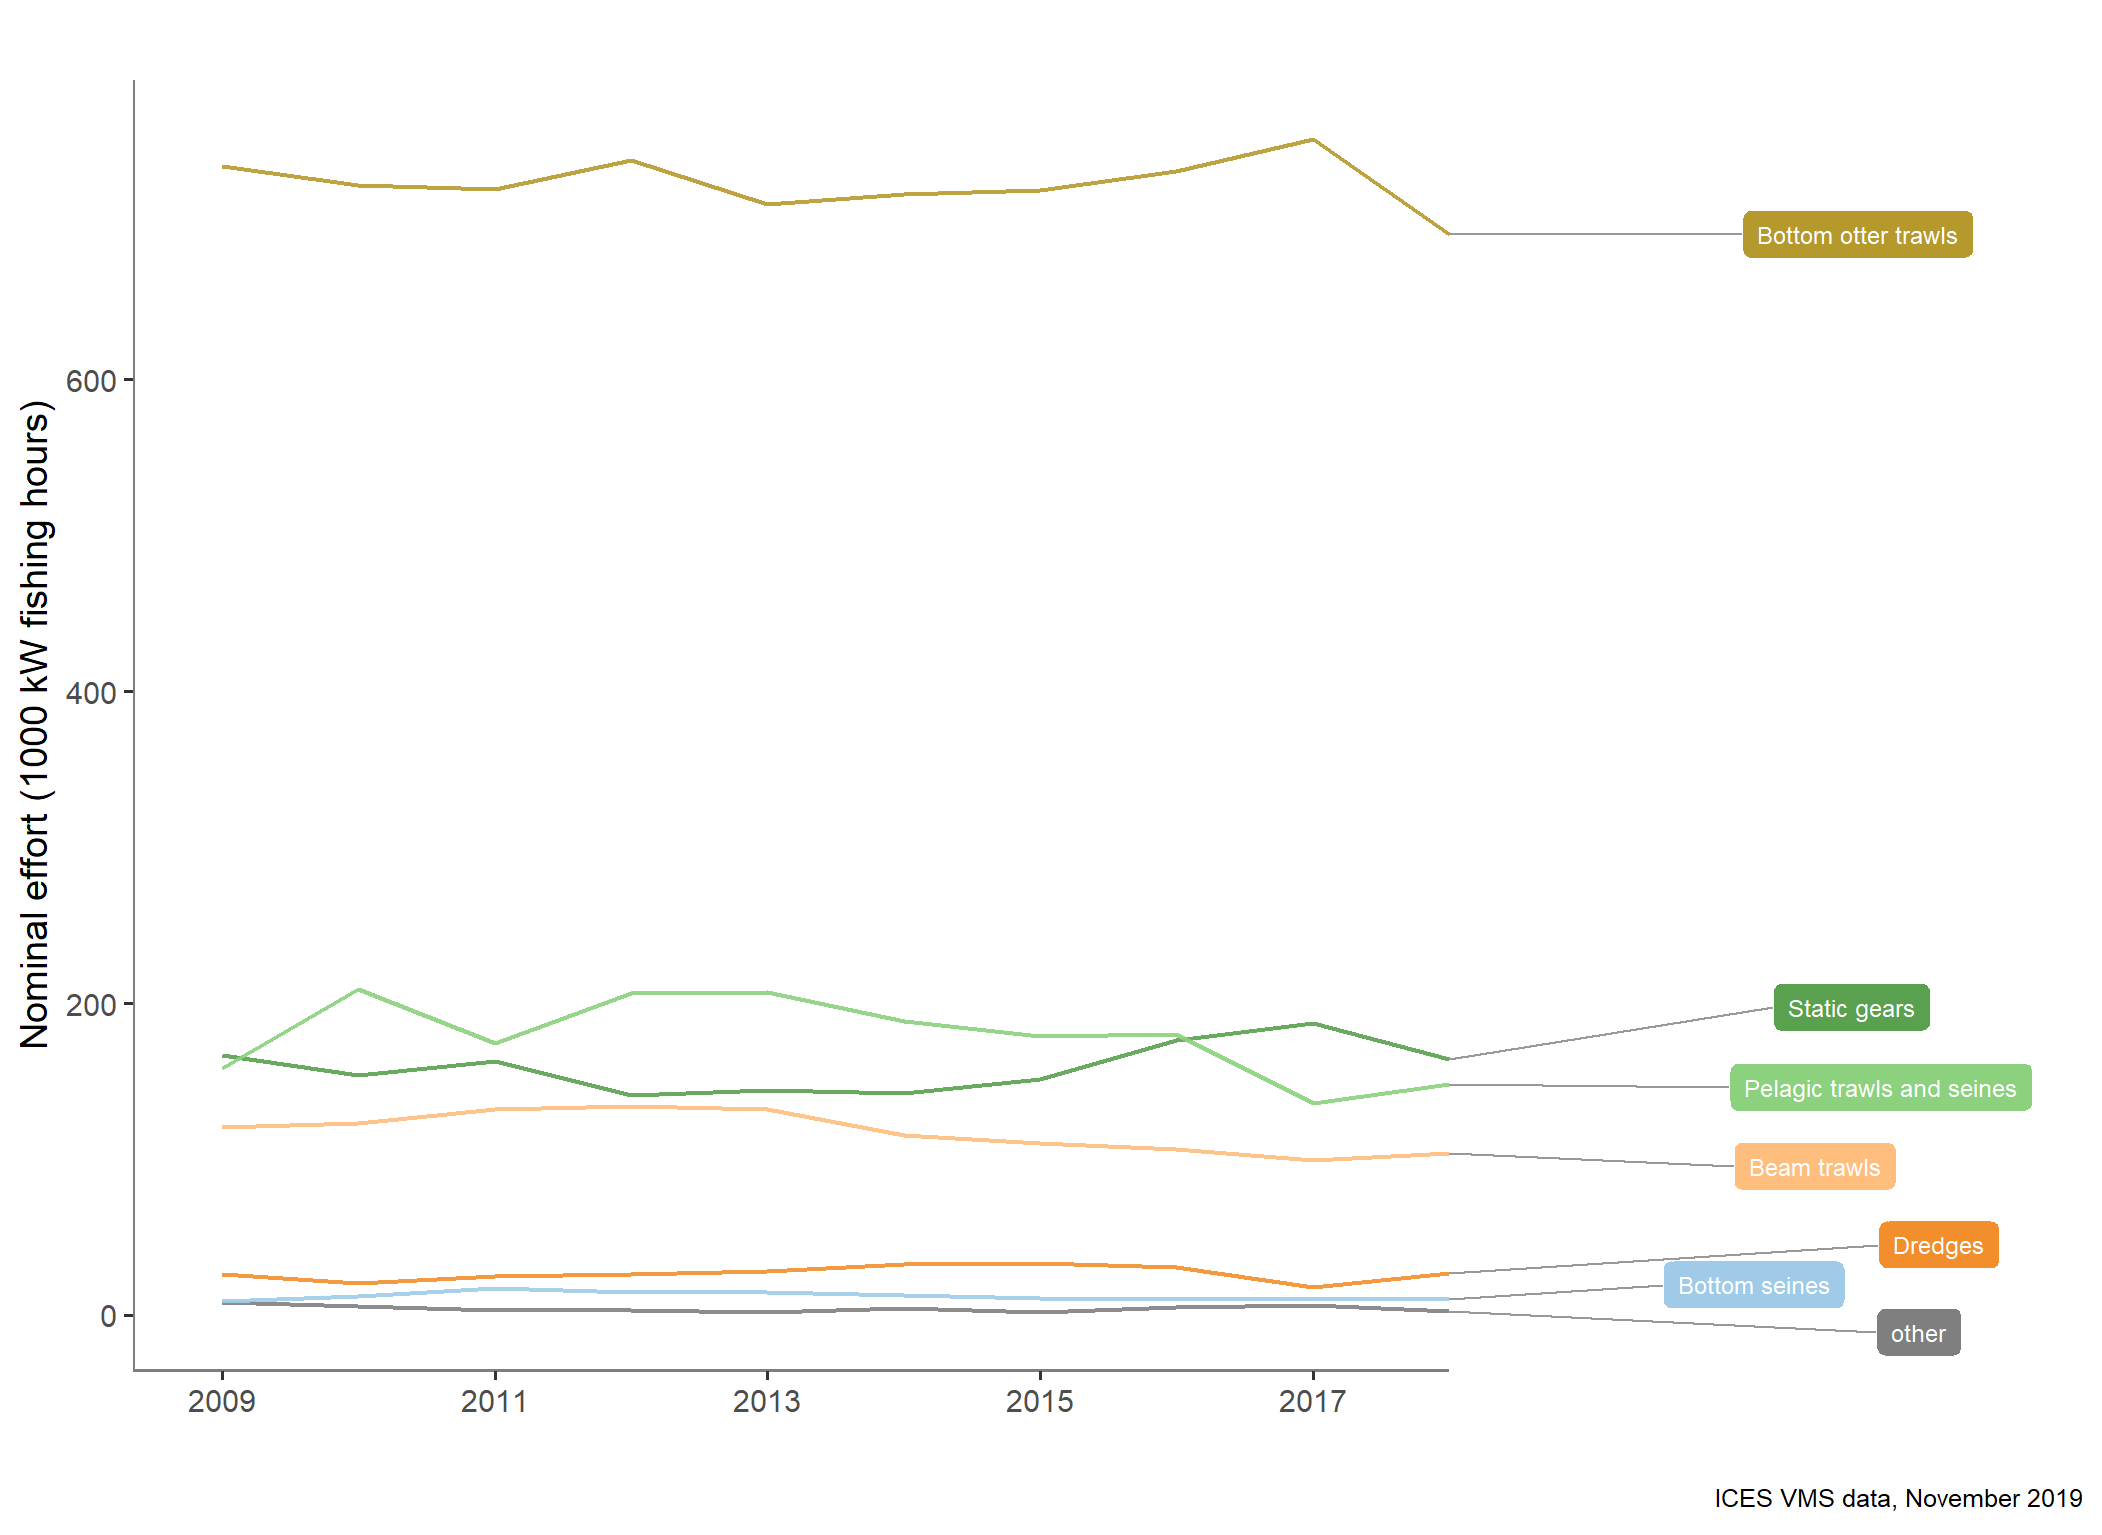 Nominal effort (1000 kW fishing hours)
600
400
200
0
2009 2011 2013 2015 2017
Bottom otter trawls
Static gears
Pelagic trawls and seines
Beam trawls
Dredges
Bottom seines
other
ICES VMS data, November 2019